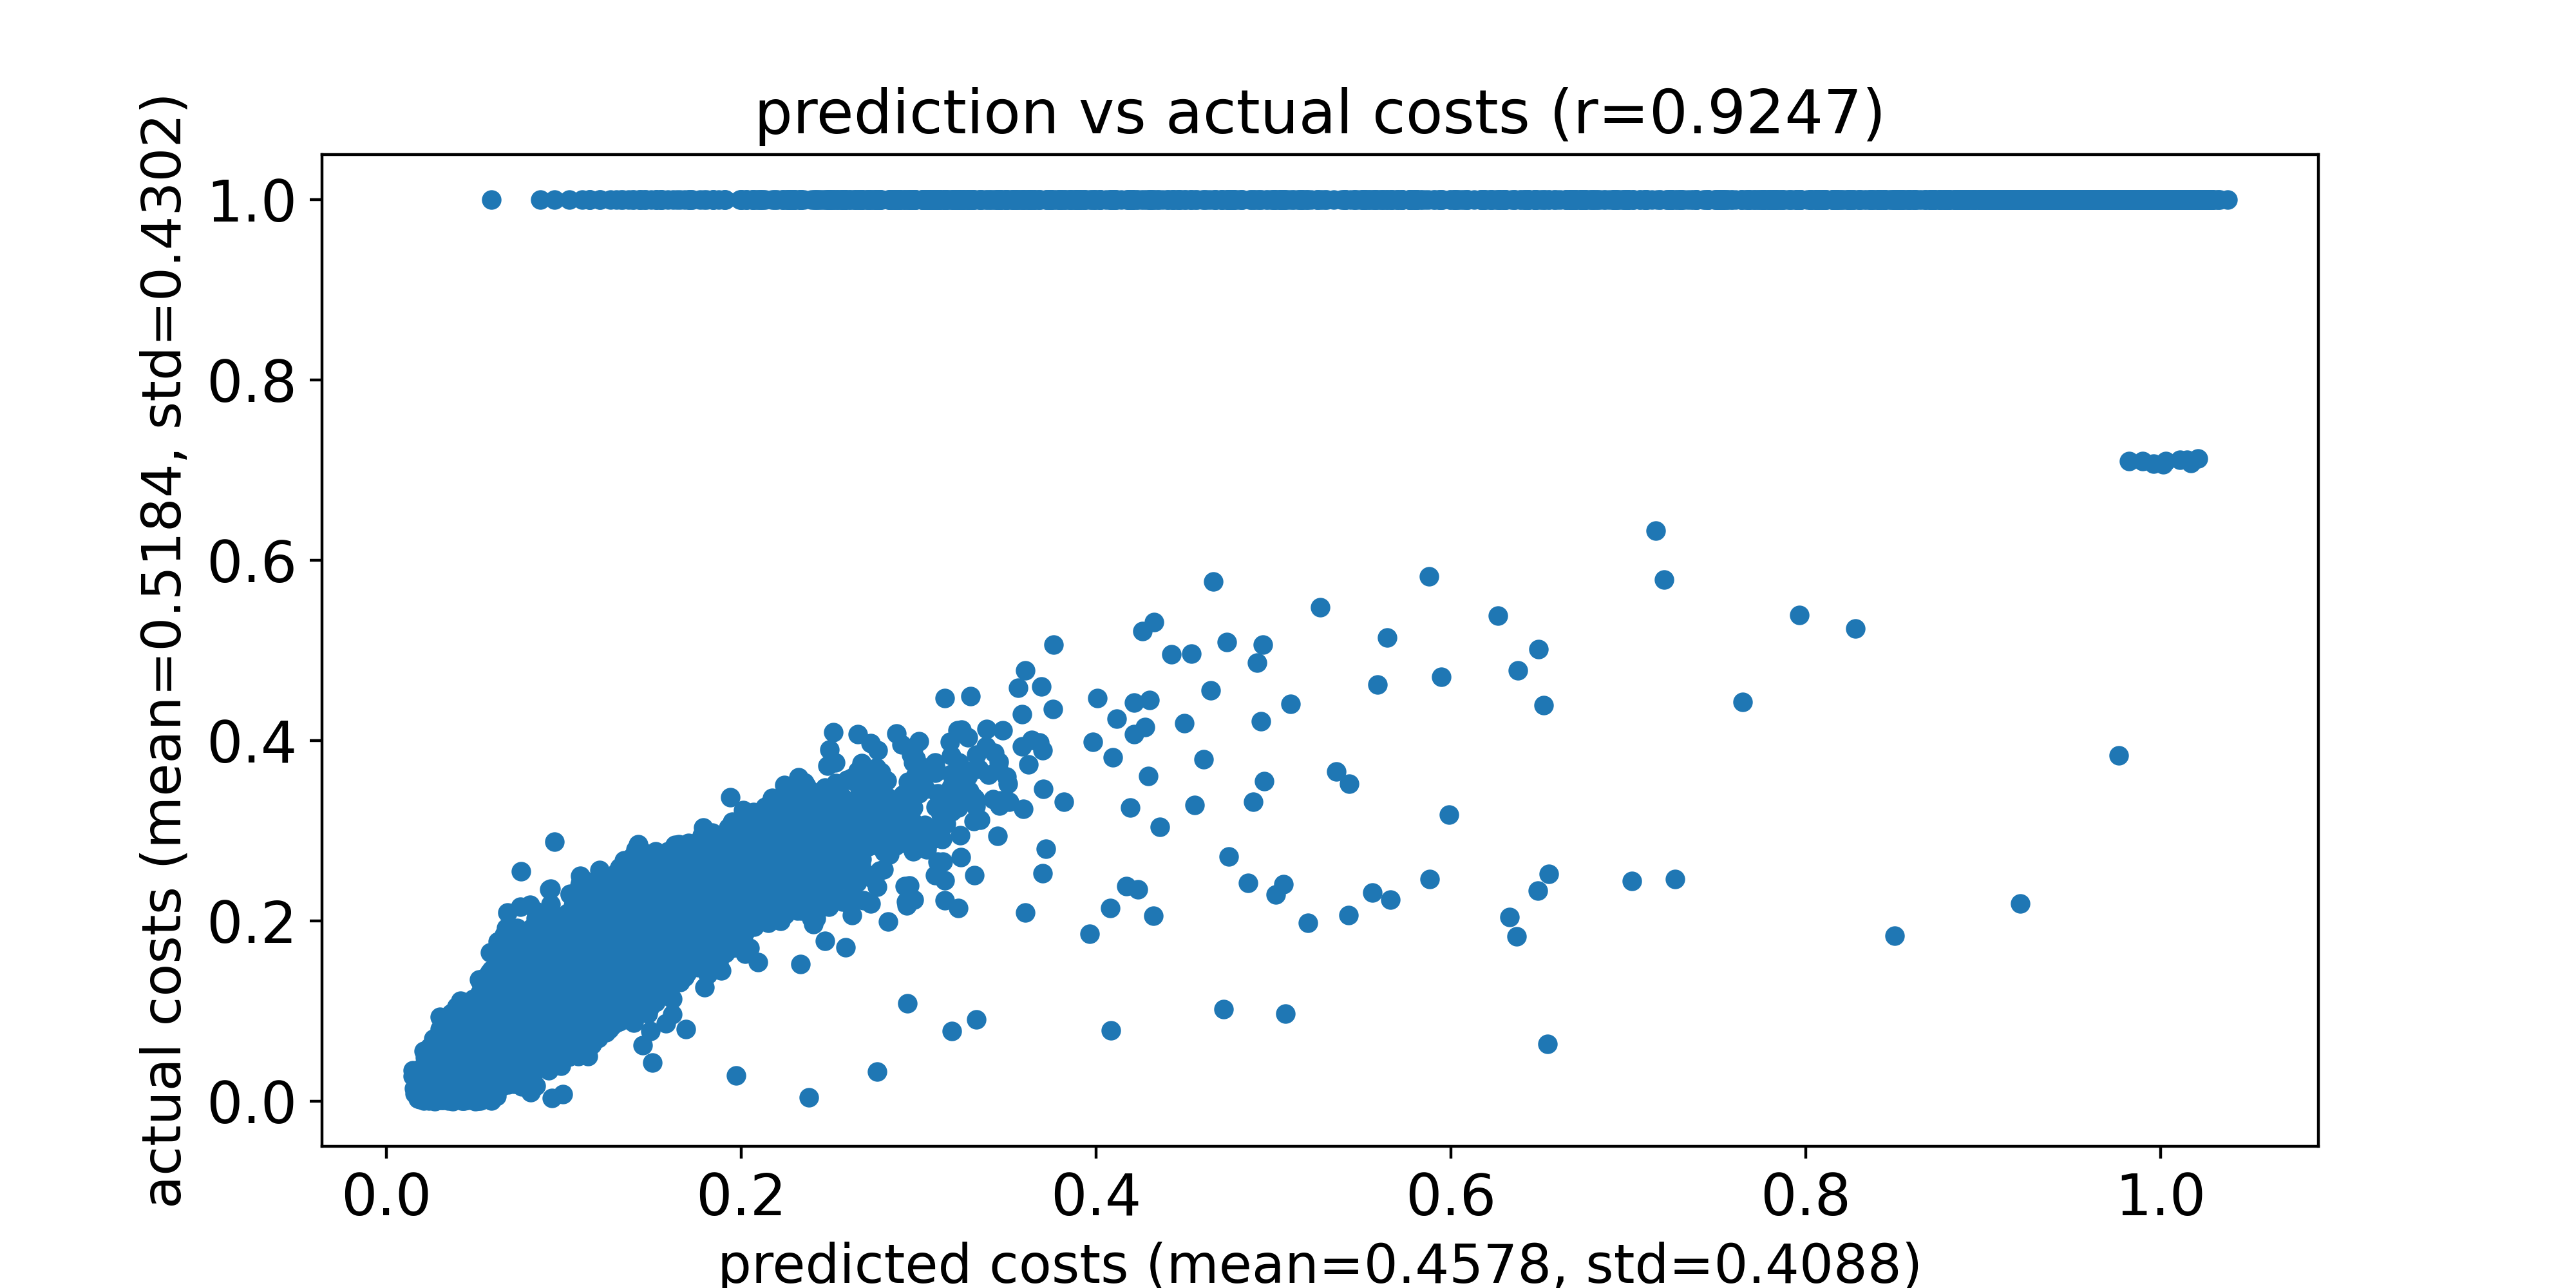 prediction vs actual costs (r=0.9247)
actual costs (mean=0.5184, std=0.4302)
1.0
0.8
0.6
0.4
0.2
0.0
0.0 0.2 0.4 0.6 0.8 1.0
predicted costs (mean=0.4578, std=0.4088)